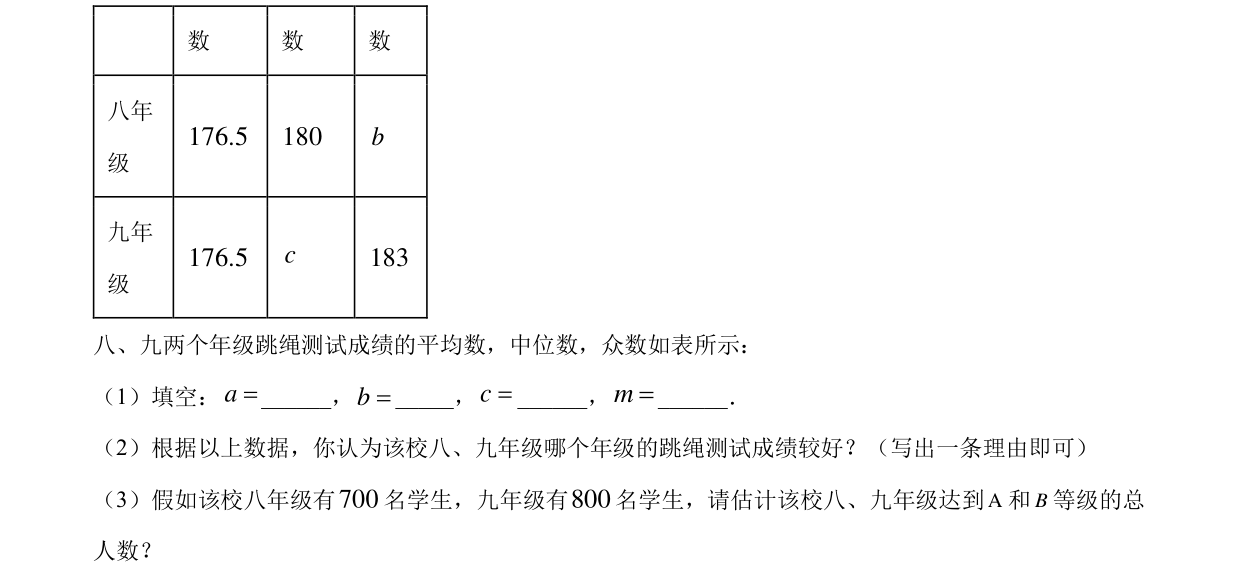 数 数 数
八年
176.5 180 b
级
九年
176.5 c 183
级
八、九两个年级跳绳测试成绩的平均数，中位数，众数如表所示：
（1）填空：a＝_____，b＝____，c＝_____，m＝_____．
（2）根据以上数据，你认为该校八、九年级哪个年级的跳绳测试成绩较好？（写出一条理由即可）
（3）假如该校八年级有700名学生，九年级有800名学生，请估计该校八、九年级达到A和B等级的总
人数？